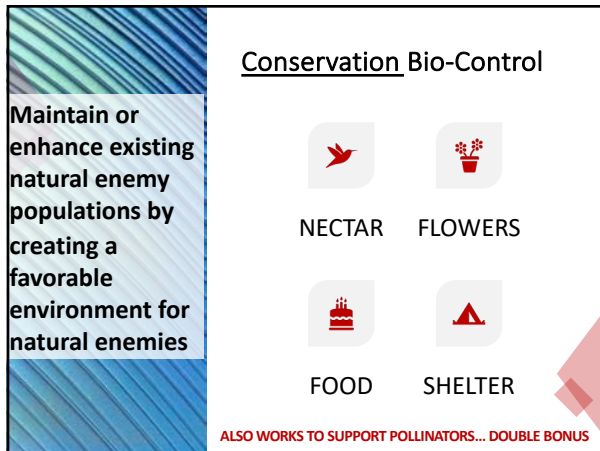 Conservation Bio-Control
Maintain or
enhance existing
natural enemy
populations by
creating a
favorable
environment for
natural enemies
NECTAR
FLOWERS
FOOD
SHELTER
ALSO WORKS TO SUPPORT POLLINATORS... DOUBLE BONUS